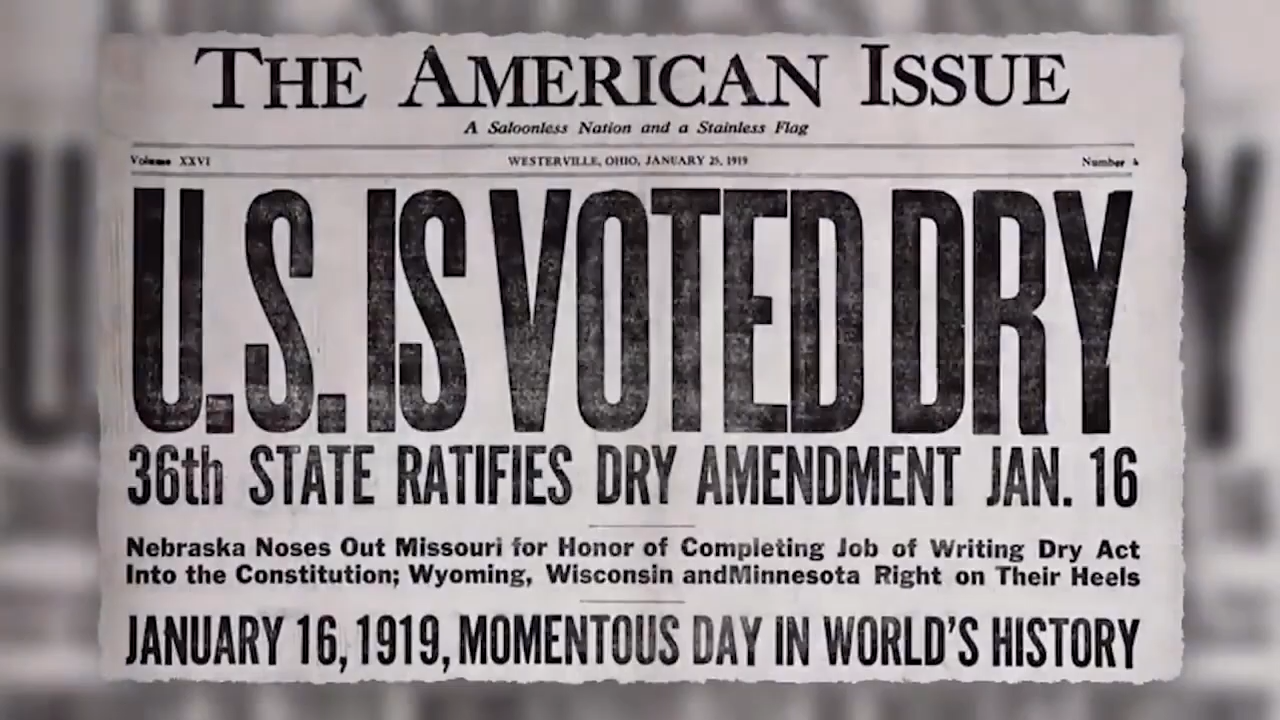 THE AMERICAN ISSUE
A Saloonless Nation and a Stainless Flag
Volume XXVI WESTERVILLE, OHIO, JANUARY 25, 1919 Number 4
U.S. IS VOTED DRY
36th STATE RATIFIES DRY AMENDMENT JAN. 16
Nebraska Noses Out Missouri for Honor of Completing Job of Writing Dry Act
Into the Constitution; Wyoming, Wisconsin andMinnesota Right on Their Heels
JANUARY 16, 1919, MOMENTOUS DAY IN WORLD'S HISTORY